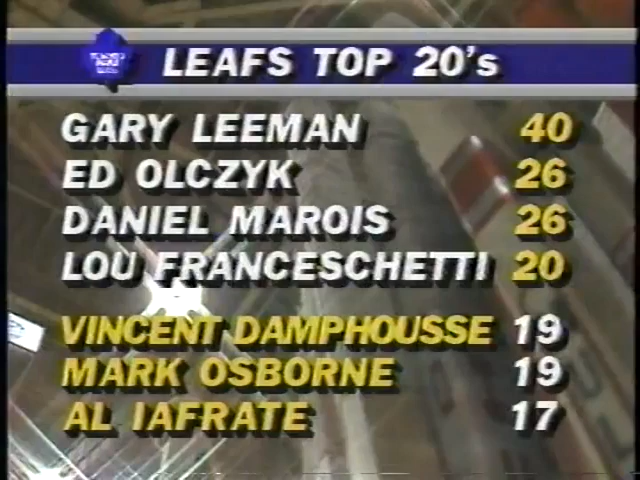 LEAFS TOP 20's
GARY LEEMAN 40
ED OLCZYK 26
DANIEL MAROIS 26
LOU FRANCESCHETTI 20
VINCENT DAMPHOUSSE 19
MARK OSBORNE 19
AL IAFRATE 17